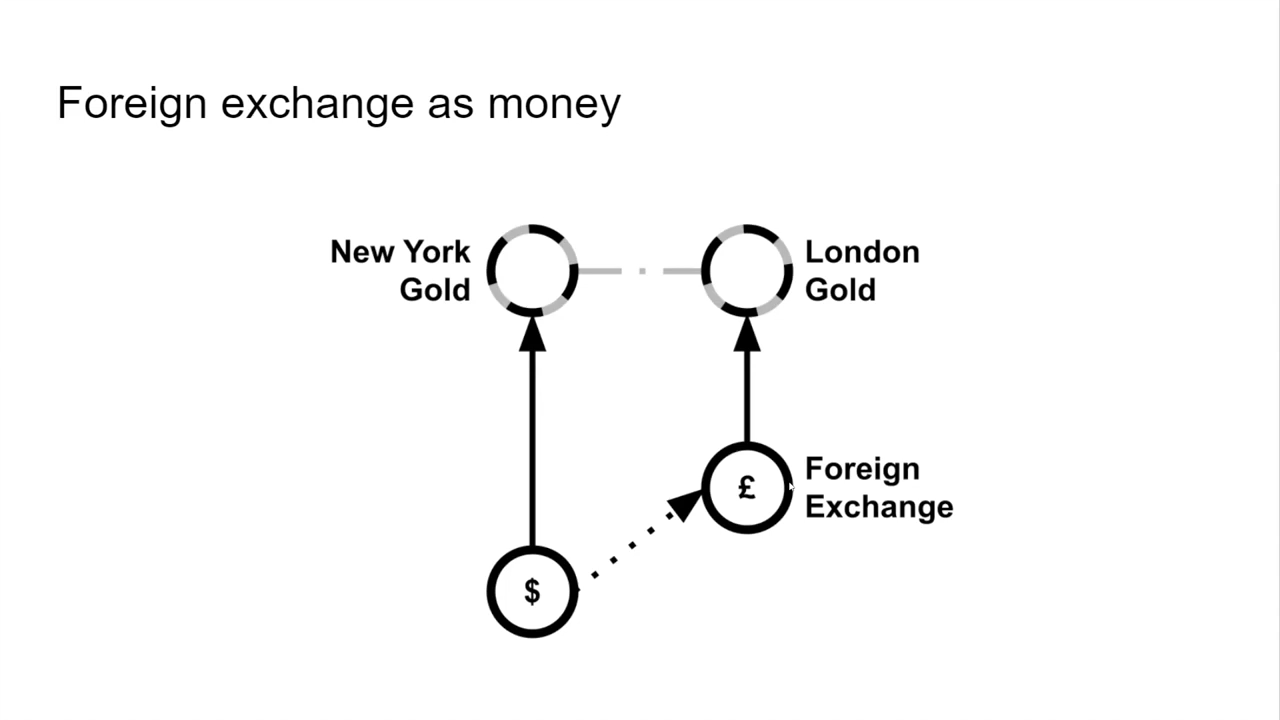 Foreign exchange as money
New York
Gold
London
Gold
£
Foreign
Exchange
$